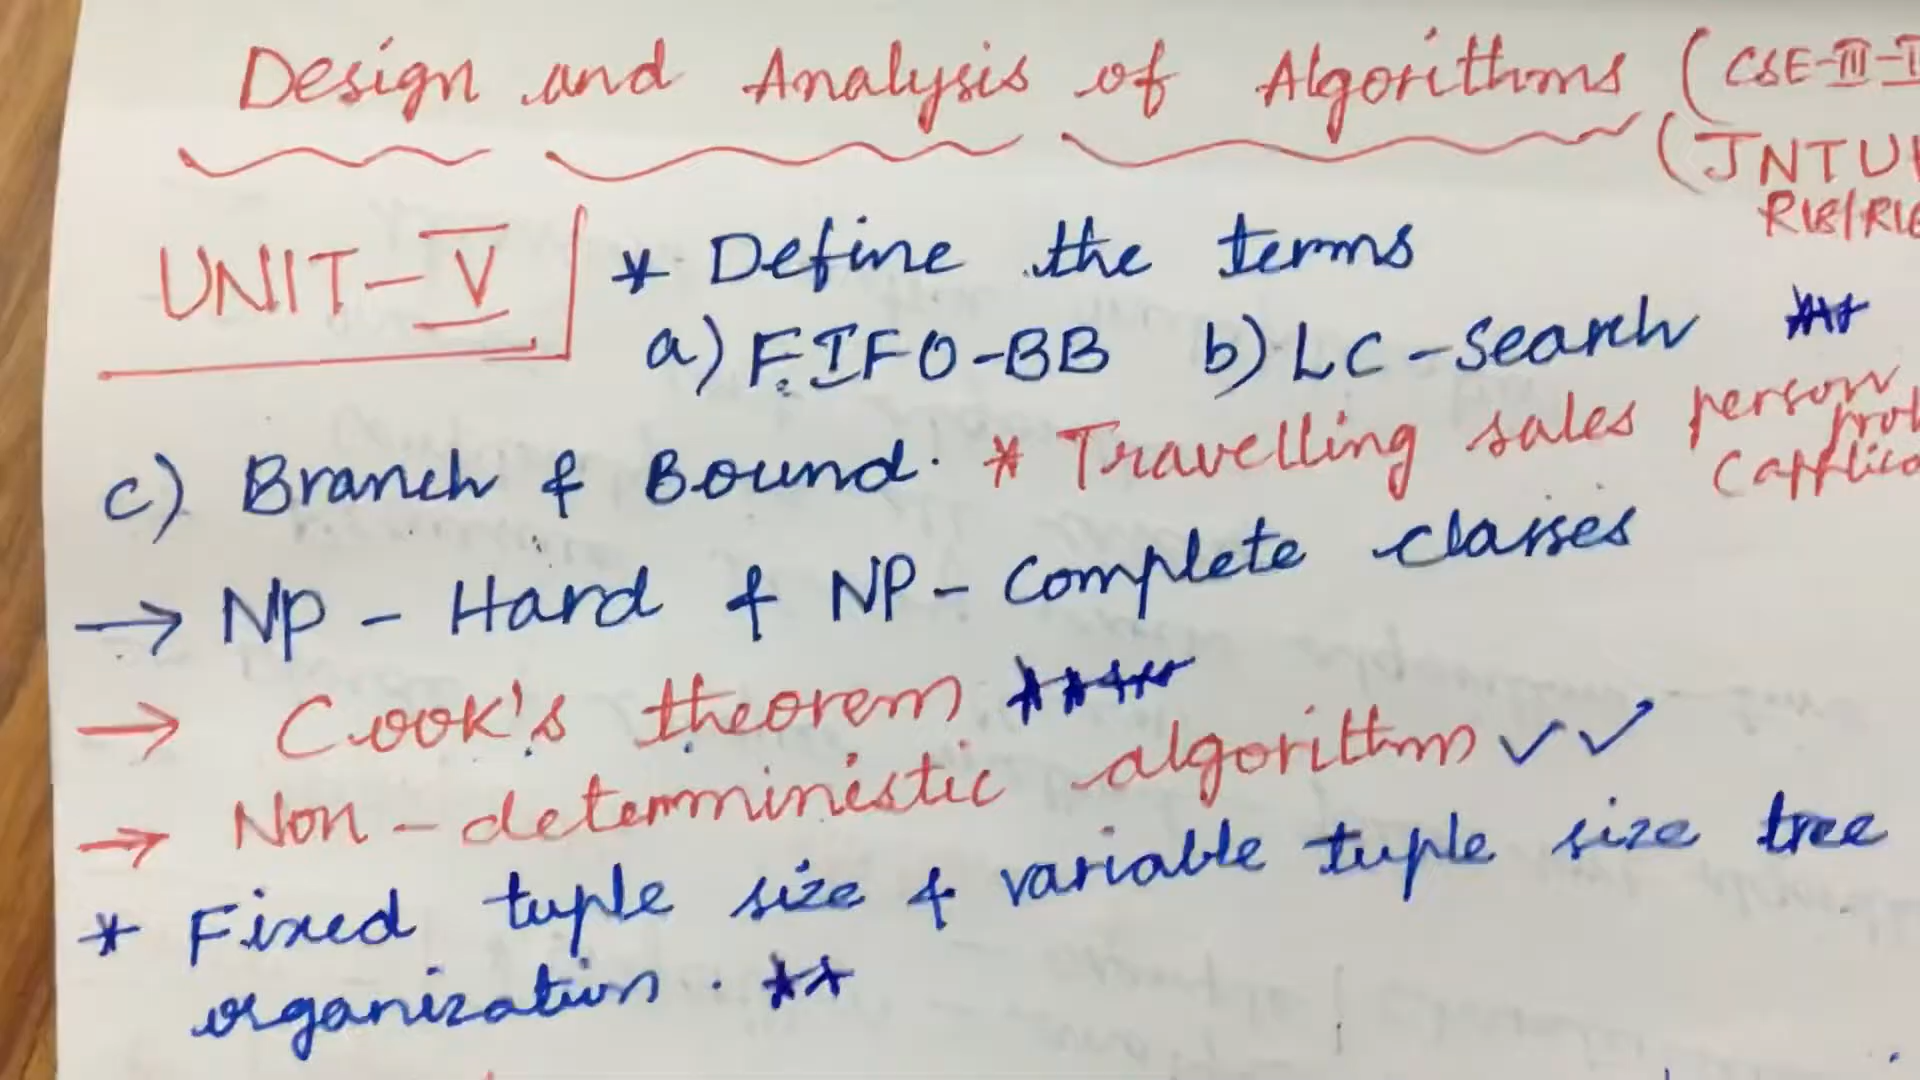 Design and Analysis of Algorithms (CSE-III-I
(JNTU
UNIT-V * Define the terms
a) FIFO-BB b) LC-Search ***
c) Branch & Bound. * Travelling sales person
→ NP-Hard & NP-Complete classes
→ Cook's theorem ****
→ Non-deterministic algorithm ✓✓
* Fixed tuple size & variable tuple size tree
organization. **